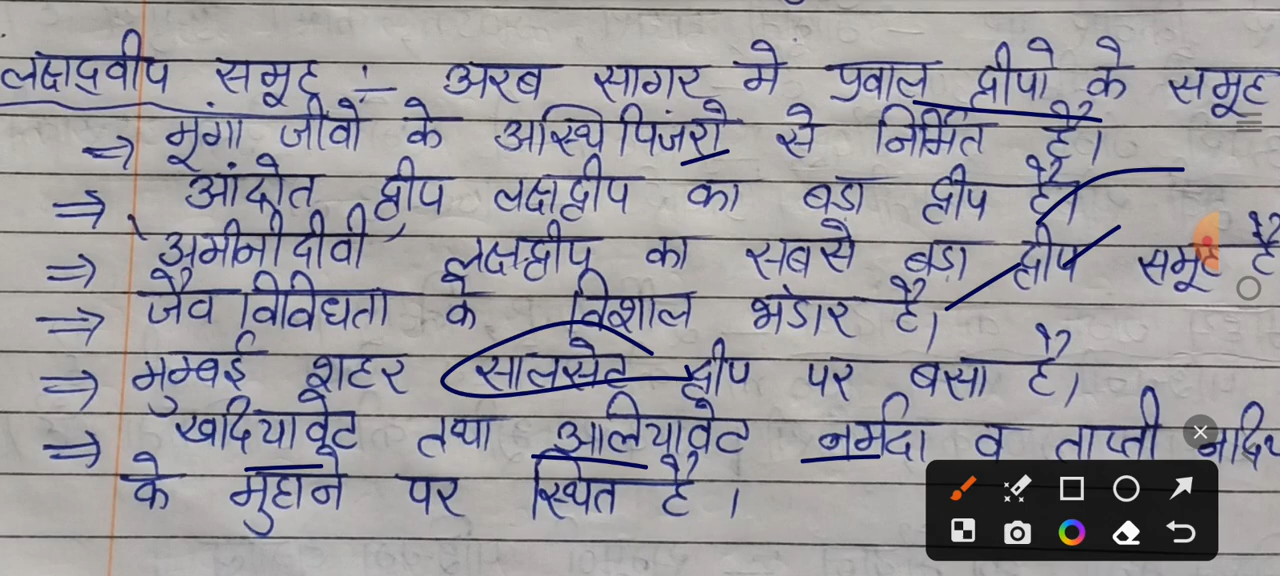 लक्षद्वीप समूह :- अरब सागर में प्रवाल द्वीपों के समूह
⇒ मूंगा जीवों के अस्थि पिंजरों से निर्मित है।
⇒ आंद्रोत द्वीप लक्षद्वीप का बड़ा द्वीप है।
⇒ अमीनीदीवी लक्षद्वीप का सबसे बड़ा द्वीप समूह है
⇒ जैव विविधता के विशाल भंडार है।
⇒ मुम्बई शहर सालसेट द्वीप पर बसा है।
⇒ खदियावेट तथा आलियावेट नर्मदा व ताप्ती
के मुहाने पर स्थित है।